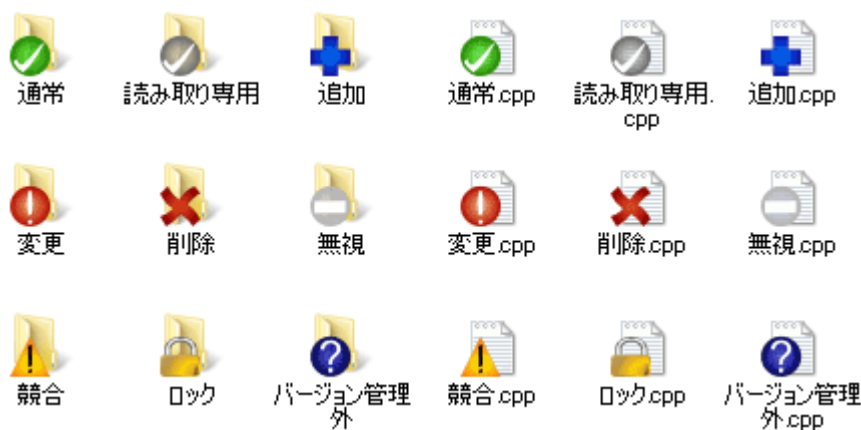 通常
読み取り専用
追加
通常.cpp
読み取り専用.
cpp
追加.cpp
変更
削除
無視
変更.cpp
削除.cpp
無視.cpp
競合
ロック
バージョン管理
外
競合.cpp
ロック.cpp
バージョン管理
外.cpp